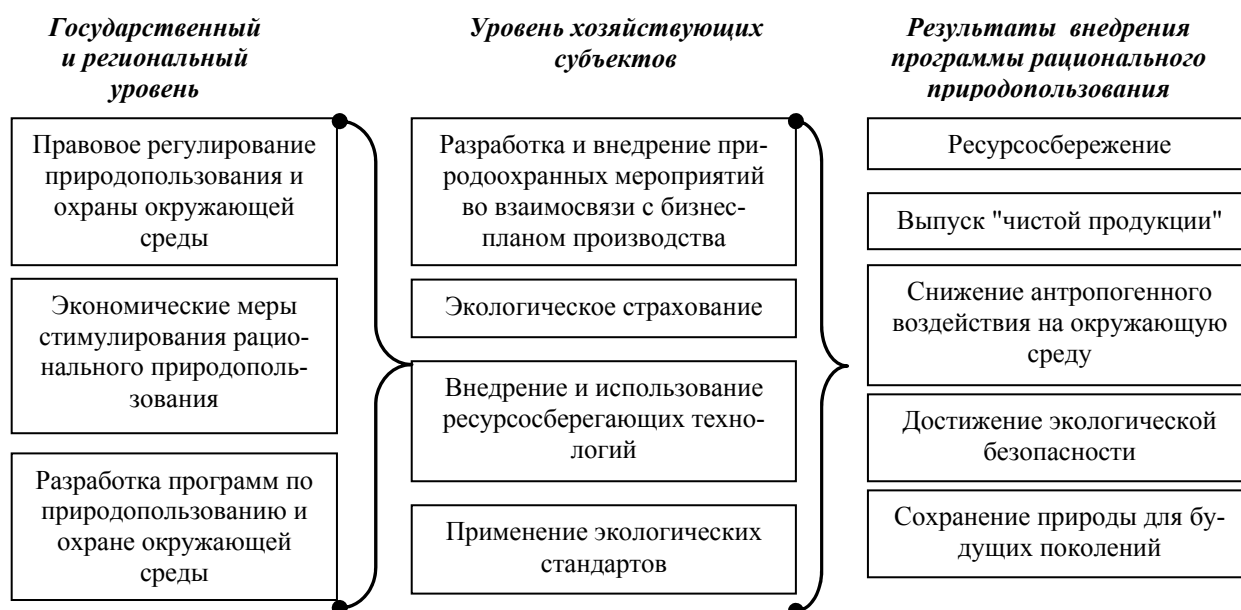 Государственный
и региональный
уровень
Правовое регулирование
природопользования и
охраны окружающей
среды
Экономические меры
стимулирования рацио-
нального природополь-
зования
Разработка программ по
природопользованию и
охране окружающей
среды
Уровень хозяйствующих
субъектов
Разработка и внедрение при-
родоохранных мероприятий
во взаимосвязи с бизнес-
планом производства
Экологическое страхование
Внедрение и использование
ресурсосберегающих техно-
логий
Применение экологических
стандартов
Результаты внедрения
программы рационального
природопользования
Ресурсосбережение
Выпуск "чистой продукции"
Снижение антропогенного
воздействия на окружающую
среду
Достижение экологической
безопасности
Сохранение природы для бу-
дущих поколений